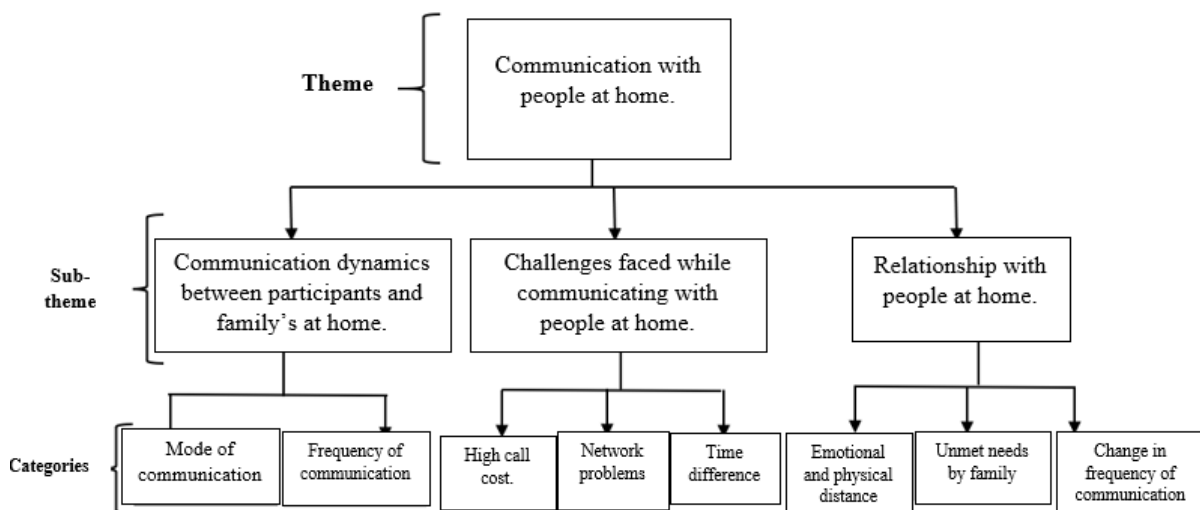 Theme
Communication with
people at home.
Sub-
theme
Communication dynamics
between participants and
family’s at home.
Challenges faced while
communicating with
people at home.
Relationship with
people at home.
Categories
Mode of
communication
Frequency of
communication
High call
cost.
Network
problems
Time
difference
Emotional
and physical
distance
Unmet needs
by family
Change in
frequency of
communication